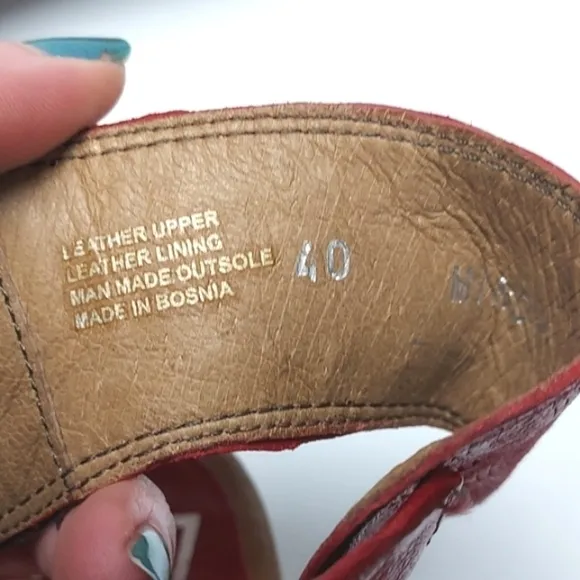 LEATHER UPPER
LEATHER LINING
MAN MADE OUTSOLE
MADE IN BOSNIA
40